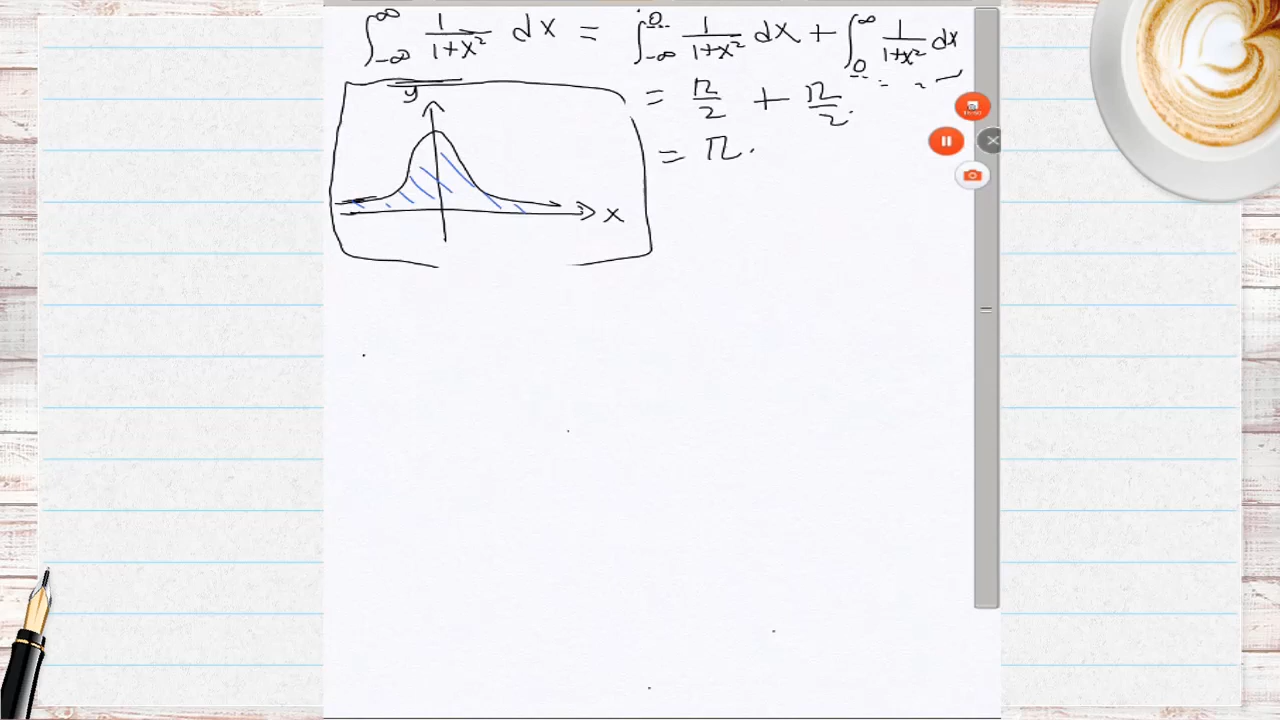 ∫_{-∞}^{∞} 1/(1+x²) dx = ∫_{-∞}^{0} 1/(1+x²) dx + ∫_{0}^{∞} 1/(1+x²) dx
= π/2 + π/2.
= π.
y
x